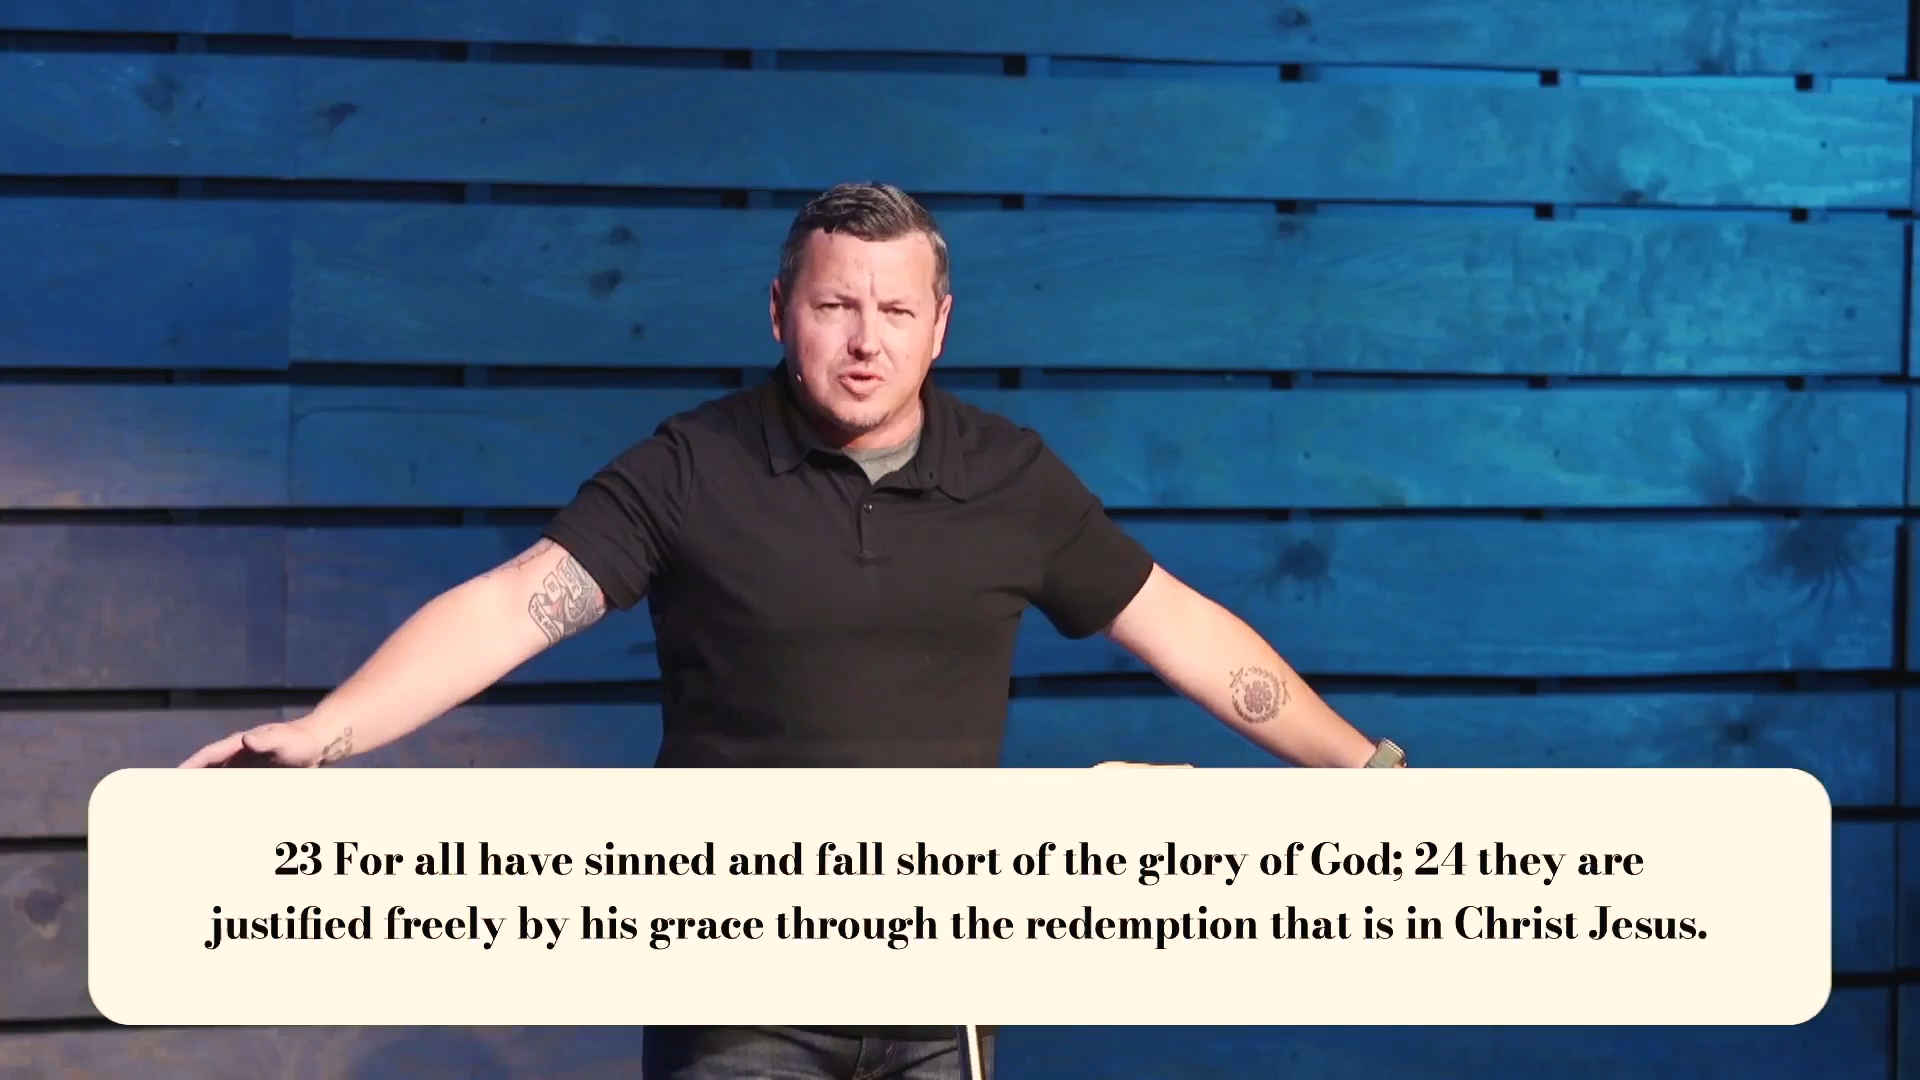 23 For all have sinned and fall short of the glory of God; 24 they are
justified freely by his grace through the redemption that is in Christ Jesus.